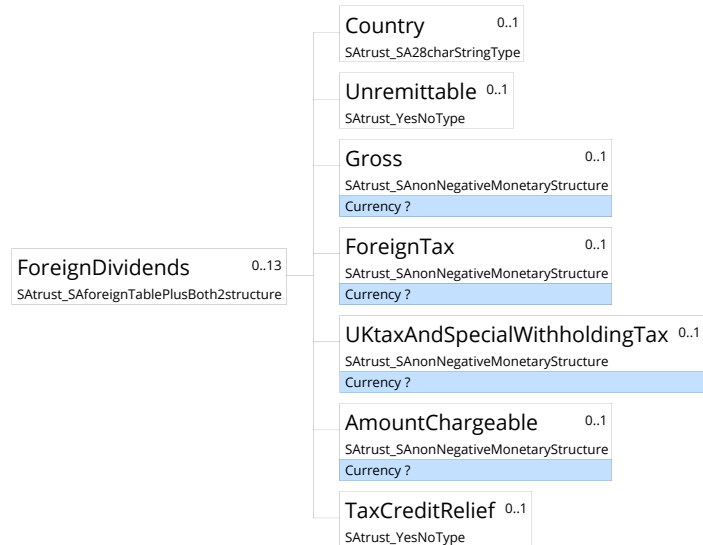 Country 0..1
SAtrust_SA28charStringType
Unremittable 0..1
SAtrust_YesNoType
Gross 0..1
SAtrust_SAnonNegativeMonetaryStructure
Currency ?
ForeignDividends 0..13
SAtrust_SAforeignTablePlusBoth2structure
ForeignTax 0..1
SAtrust_SAnonNegativeMonetaryStructure
Currency ?
UKtaxAndSpecialWithholdingTax 0..1
SAtrust_SAnonNegativeMonetaryStructure
Currency ?
AmountChargeable 0..1
SAtrust_SAnonNegativeMonetaryStructure
Currency ?
TaxCreditRelief 0..1
SAtrust_YesNoType